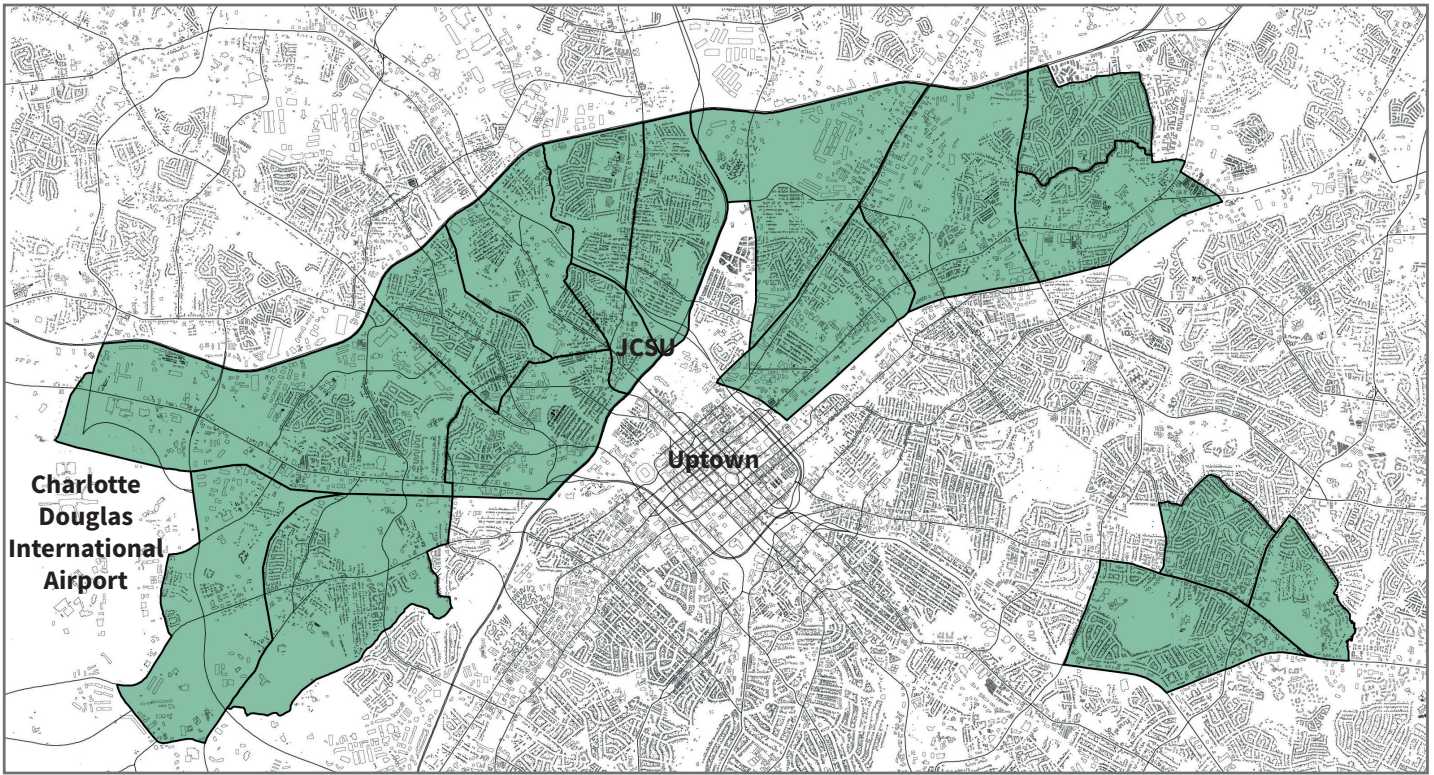 JCSU
Uptown
Charlotte
Douglas
International
Airport